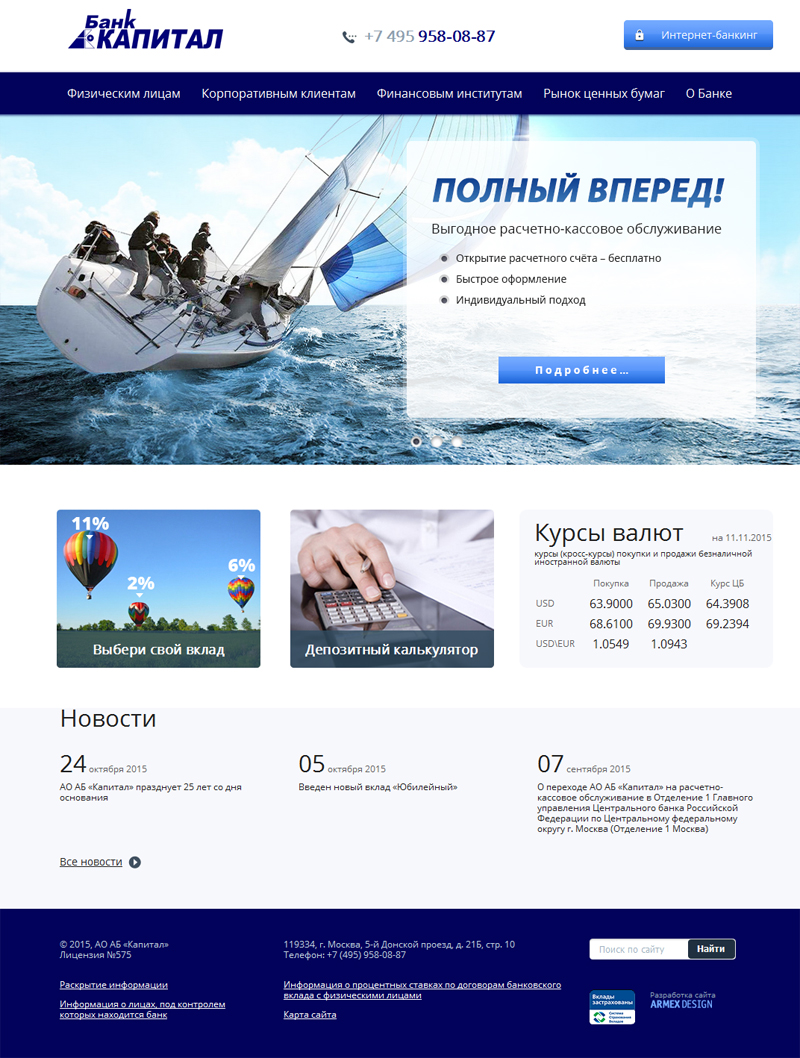 Банк
КАПИТАЛ
+7 495 958-08-87
Интернет-банкинг
Физическим лицам Корпоративным клиентам Финансовым институтам Рынок ценных бумаг О Банке
ПОЛНЫЙ ВПЕРЕД!
Выгодное расчетно-кассовое обслуживание
Открытие расчетного счёта – бесплатно
Быстрое оформление
Индивидуальный подход
Подробнее...
11%
2%
6%
Выбери свой вклад
Депозитный калькулятор
Курсы валют на 11.11.2015
курсы (кросс-курсы) покупки и продажи безналичной
иностранной валюты
Покупка Продажа Курс ЦБ
USD 63.9000 65.0300 64.3908
EUR 68.6100 69.9300 69.2394
USD\EUR 1.0549 1.0943
Новости
24 октября 2015
АО АБ «Капитал» празднует 25 лет со дня
основания
05 октября 2015
Введен новый вклад «Юбилейный»
07 сентября 2015
О переходе АО АБ «Капитал» на расчетно-
кассовое обслуживание в Отделение 1 Главного
управления Центрального банка Российской
Федерации по Центральному федеральному
округу г. Москва (Отделение 1 Москва)
Все новости
© 2015, АО АБ «Капитал»
Лицензия №575
Раскрытие информации
Информация о лицах, под контролем
которых находится банк
119334, г. Москва, 5-й Донской проезд, д. 21Б, стр. 10
Телефон: +7 (495) 958-08-87
Информация о процентных ставках по договорам банковского
вклада с физическими лицами
Карта сайта
Поиск по сайту Найти
Вклады
застрахованы
Система
Страхования
Вкладов
Разработка сайта
ARMEX DESIGN